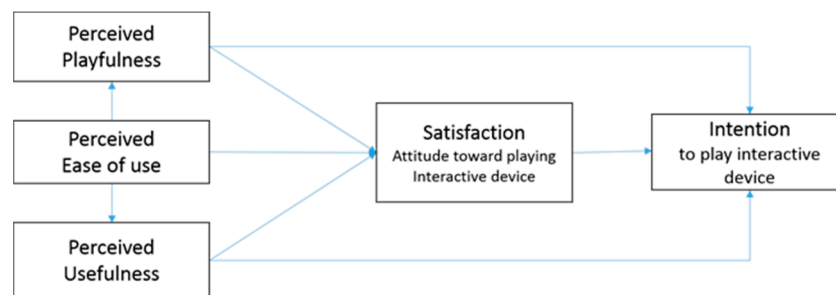 Perceived
Playfulness
Perceived
Ease of use
Perceived
Usefulness
Satisfaction
Attitude toward playing
Interactive device
Intention
to play interactive
device